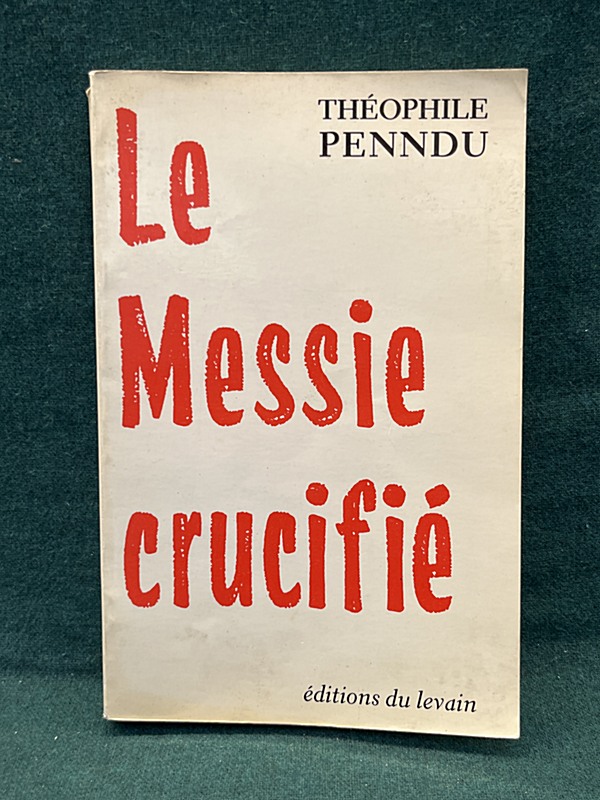 THÉOPHILE
PENNDU
Le
Messie
crucifié
éditions du levain